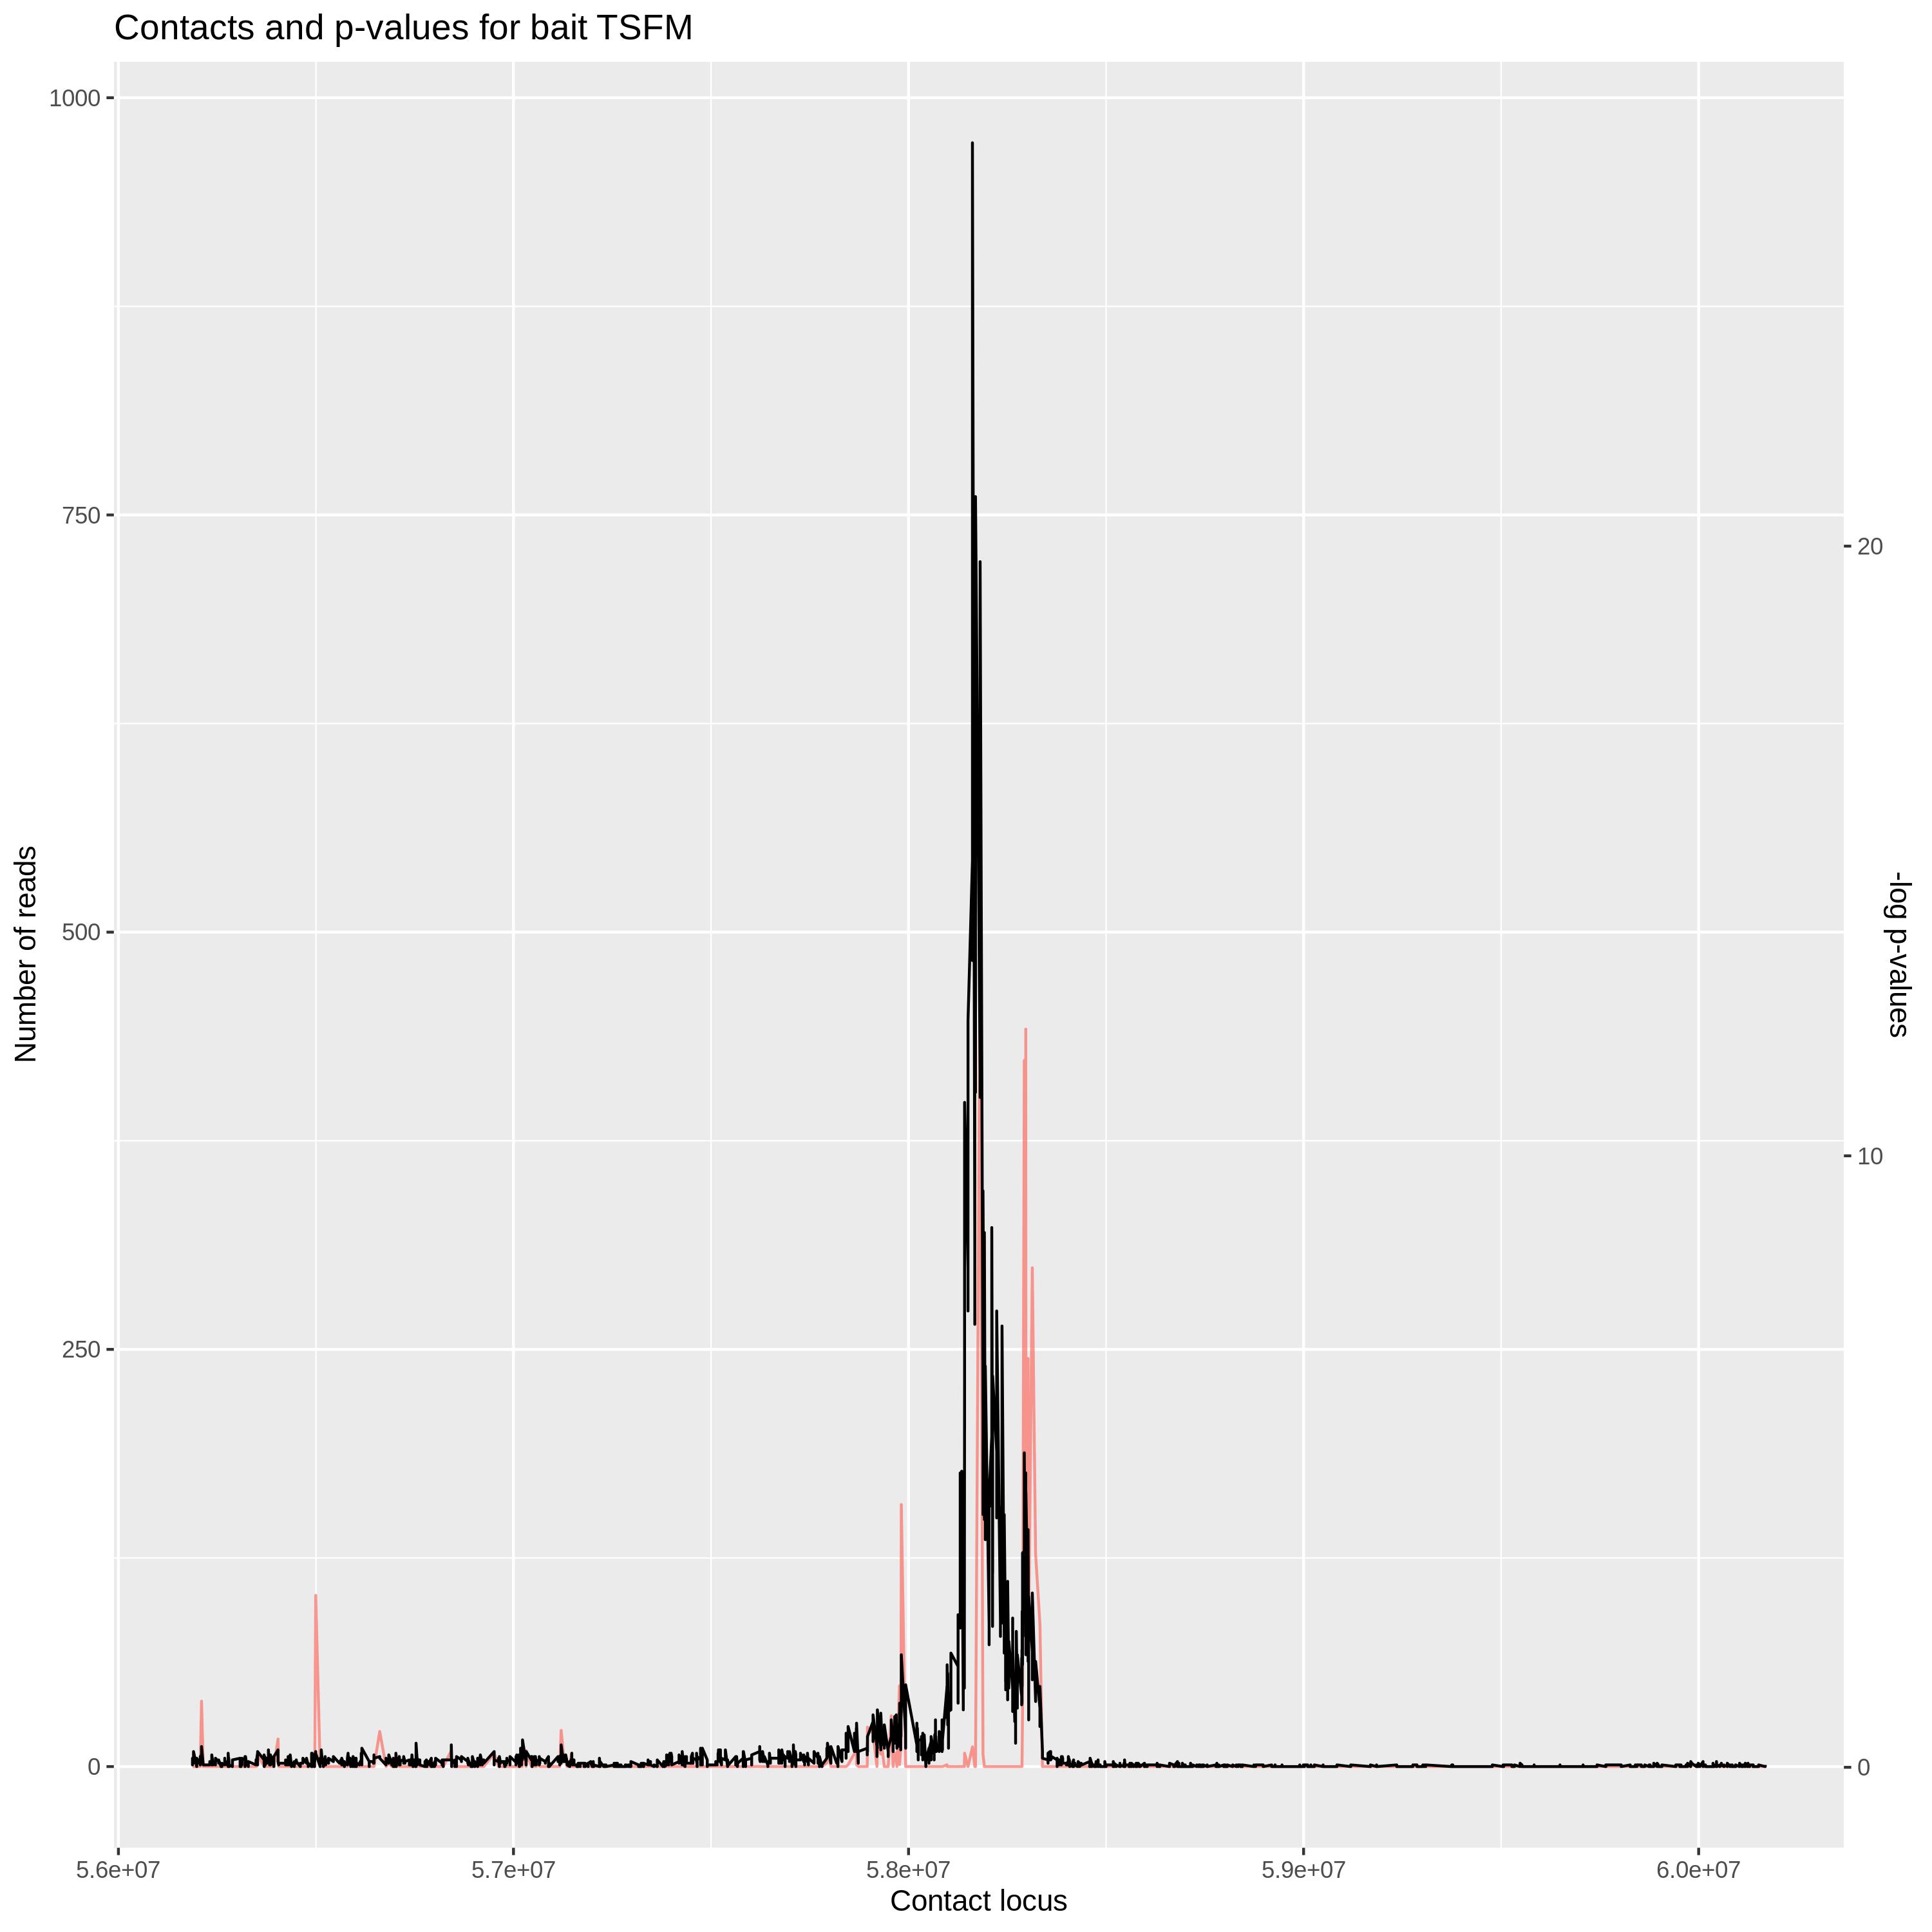 Contacts and p-values for bait TSFM
1000
750
500
250
0
Number of reads
20
10
0
-log p-values
5.6e+07
5.7e+07
5.8e+07
5.9e+07
6.0e+07
Contact locus